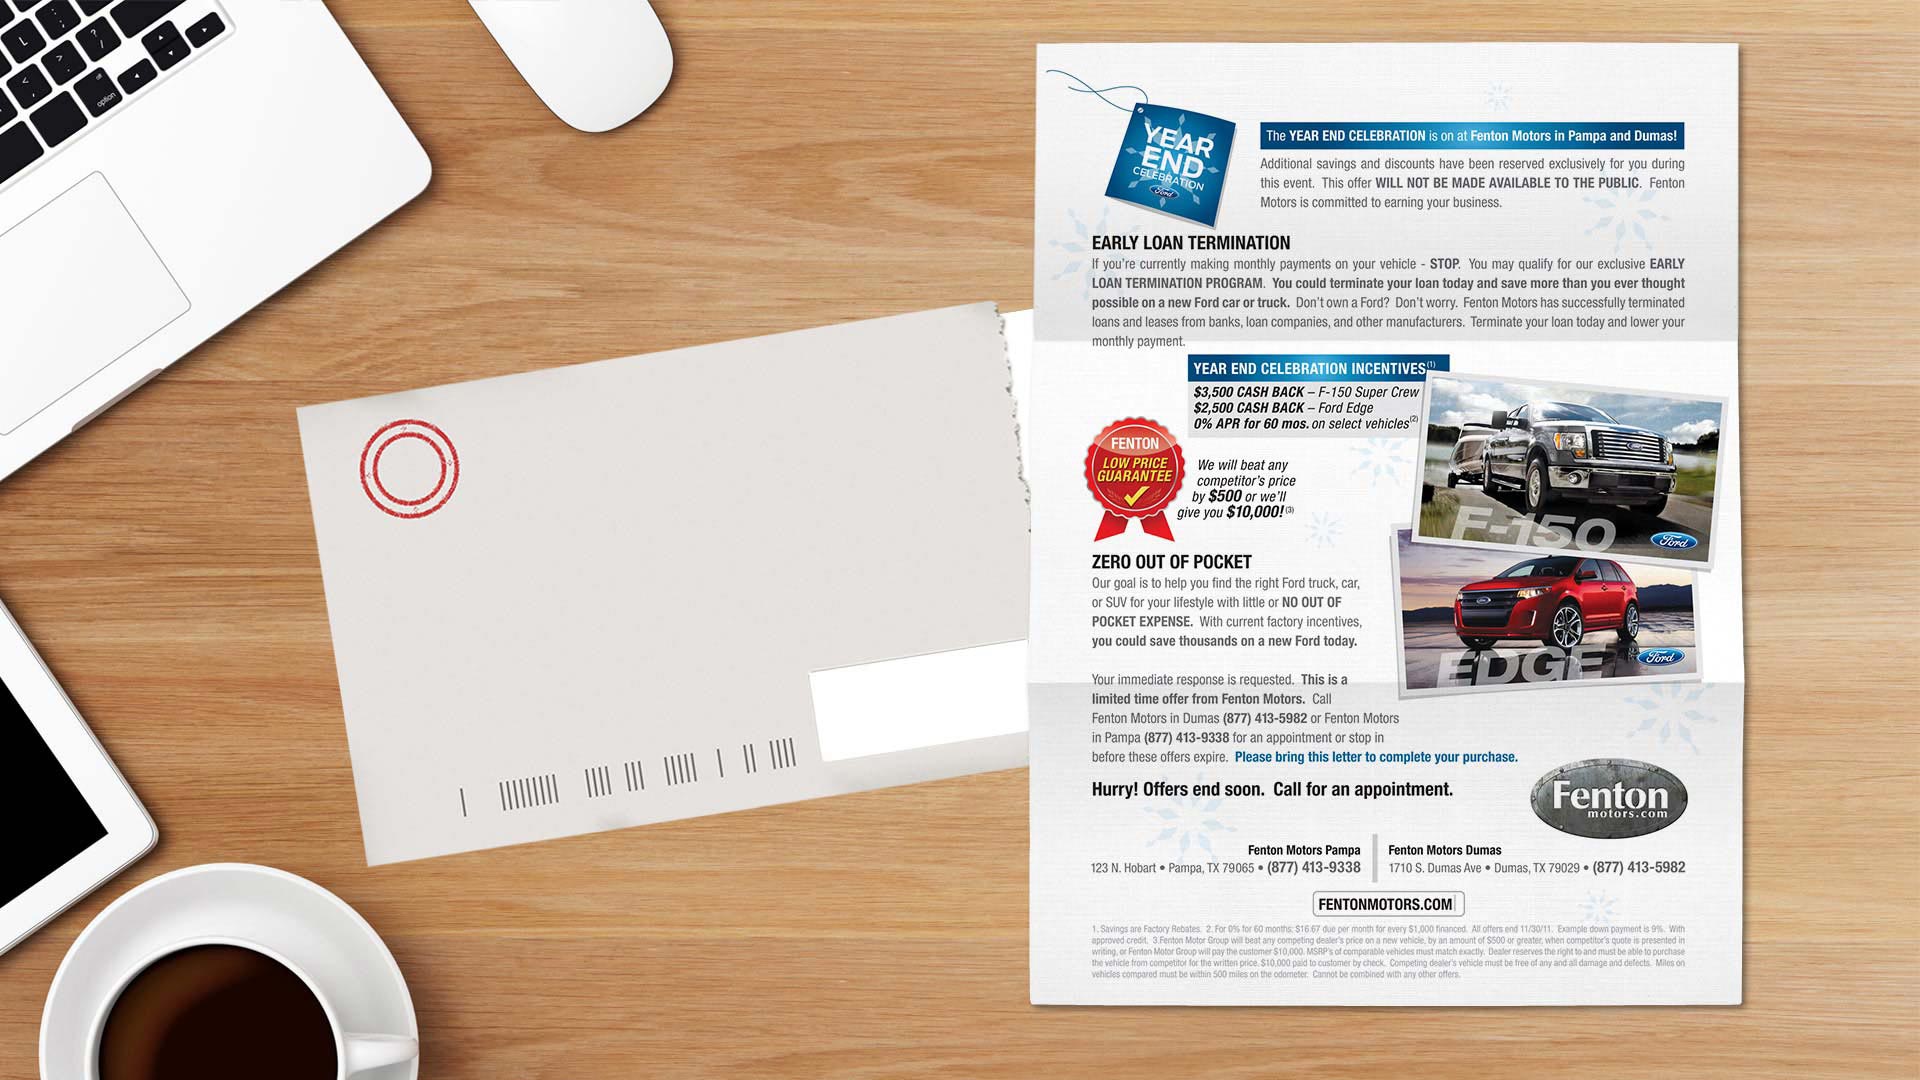 L
? /
option
YEAR
END
CELEBRATION
Ford
The YEAR END CELEBRATION is on at Fenton Motors in Pampa and Dumas!
Additional savings and discounts have been reserved exclusively for you during
this event. This offer WILL NOT BE MADE AVAILABLE TO THE PUBLIC. Fenton
Motors is committed to earning your business.
EARLY LOAN TERMINATION
If you're currently making monthly payments on your vehicle - STOP. You may qualify for our exclusive EARLY
LOAN TERMINATION PROGRAM. You could terminate your loan today and save more than you ever thought
possible on a new Ford car or truck. Don't own a Ford? Don't worry. Fenton Motors has successfully terminated
loans and leases from banks, loan companies, and other manufacturers. Terminate your loan today and lower your
monthly payment.
YEAR END CELEBRATION INCENTIVES(1)
$3,500 CASH BACK – F-150 Super Crew
$2,500 CASH BACK – Ford Edge
0% APR for 60 mos. on select vehicles(2)
FENTON
LOW PRICE
GUARANTEE
We will beat any
competitor's price
by $500 or we'll
give you $10,000!(3)
F-150
Ford
EDGE
Ford
ZERO OUT OF POCKET
Our goal is to help you find the right Ford truck, car,
or SUV for your lifestyle with little or NO OUT OF
POCKET EXPENSE. With current factory incentives,
you could save thousands on a new Ford today.
Your immediate response is requested. This is a
limited time offer from Fenton Motors. Call
Fenton Motors in Dumas (877) 413-5982 or Fenton Motors
in Pampa (877) 413-9338 for an appointment or stop in
before these offers expire. Please bring this letter to complete your purchase.
Hurry! Offers end soon. Call for an appointment.
Fenton
motors.com
Fenton Motors Pampa
123 N. Hobart • Pampa, TX 79065 • (877) 413-9338
Fenton Motors Dumas
1710 S. Dumas Ave • Dumas, TX 79029 • (877) 413-5982
FENTONMOTORS.COM
1. Savings are Factory Rebates. 2. For 0% for 60 months: $16.67 due per month for every $1,000 financed. All offers end 11/30/11. Example down payment is 9%. With
approved credit. 3.Fenton Motor Group will beat any competing dealer's price on a new vehicle, by an amount of $500 or greater, when competitor's quote is presented in
writing, or Fenton Motor Group will pay the customer $10,000. MSRP's of comparable vehicles must match exactly. Dealer reserves the right to and must be able to purchase
the vehicle from competitor for the written price. $10,000 paid to customer by check. Competing dealer's vehicle must be free of any and all damage and defects. Miles on
vehicles compared must be within 500 miles on the odometer. Cannot be combined with any other offers.